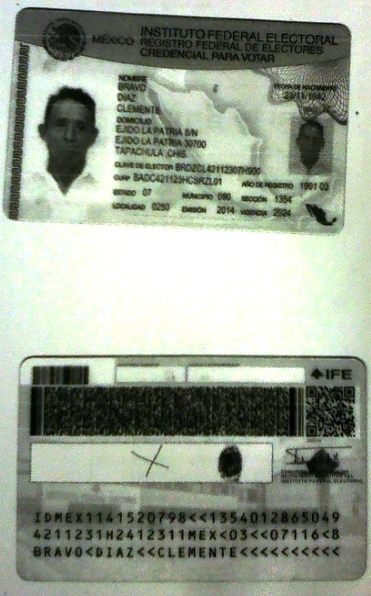 MÉXICO INSTITUTO FEDERAL ELECTORAL
REGISTRO FEDERAL DE ELECTORES
CREDENCIAL PARA VOTAR
NOMBRE
BRAVO
DIAZ
CLEMENTE
FECHA DE NACIMIENTO
23/11/1942
DOMICILIO
EJIDO LA PATRIA S/N
EJIDO LA PATRIA 30700
TAPACHULA ,CHIS.
CLAVE DE ELECTOR BRDZCL42112307H900
CURP BADC421123HCSRZL01 AÑO DE REGISTRO 1991 03
ESTADO 07 MUNICIPIO 090 SECCIÓN 1354
LOCALIDAD 0250 EMISIÓN 2014 VIGENCIA 2024
IFE
IDMEX1141520798<<1354012865049
4211231H2412311MEX<03<<07116<8
BRAVO<DIAZ<<CLEMENTE<<<<<<<<<<